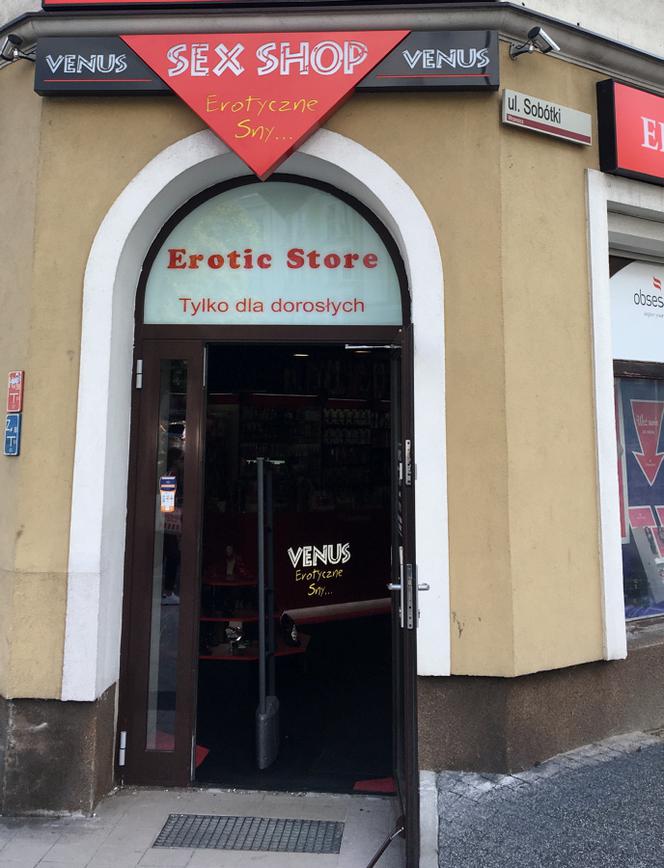 VENUS
SEX SHOP
VENUS
Erotyczne
Sny...
ul. Sobótki
Erotic Store
Tylko dla dorosłych
VENUS
Erotyczne
Sny...